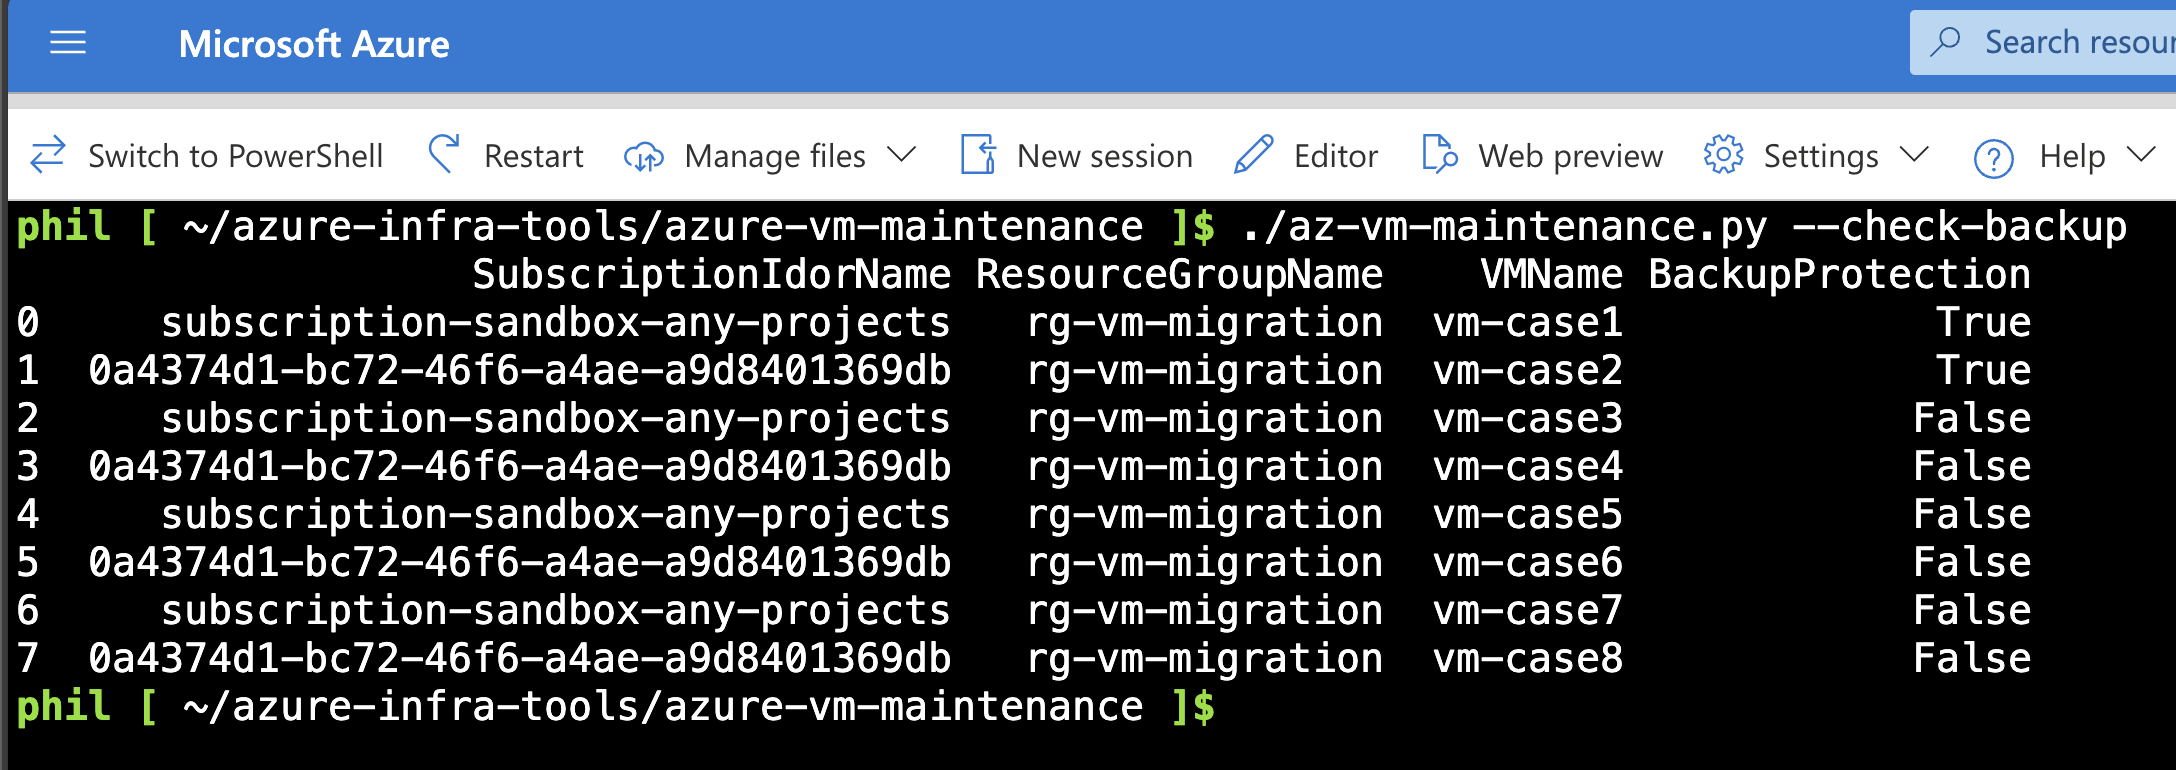 Microsoft Azure
Search resour
Switch to PowerShell Restart Manage files New session Editor Web preview Settings ? Help
phil [ ~/azure-infra-tools/azure-vm-maintenance ]$ ./az-vm-maintenance.py --check-backup
SubscriptionIdorName ResourceGroupName VMName BackupProtection
0 subscription-sandbox-any-projects rg-vm-migration vm-case1 True
1 0a4374d1-bc72-46f6-a4ae-a9d8401369db rg-vm-migration vm-case2 True
2 subscription-sandbox-any-projects rg-vm-migration vm-case3 False
3 0a4374d1-bc72-46f6-a4ae-a9d8401369db rg-vm-migration vm-case4 False
4 subscription-sandbox-any-projects rg-vm-migration vm-case5 False
5 0a4374d1-bc72-46f6-a4ae-a9d8401369db rg-vm-migration vm-case6 False
6 subscription-sandbox-any-projects rg-vm-migration vm-case7 False
7 0a4374d1-bc72-46f6-a4ae-a9d8401369db rg-vm-migration vm-case8 False
phil [ ~/azure-infra-tools/azure-vm-maintenance ]$